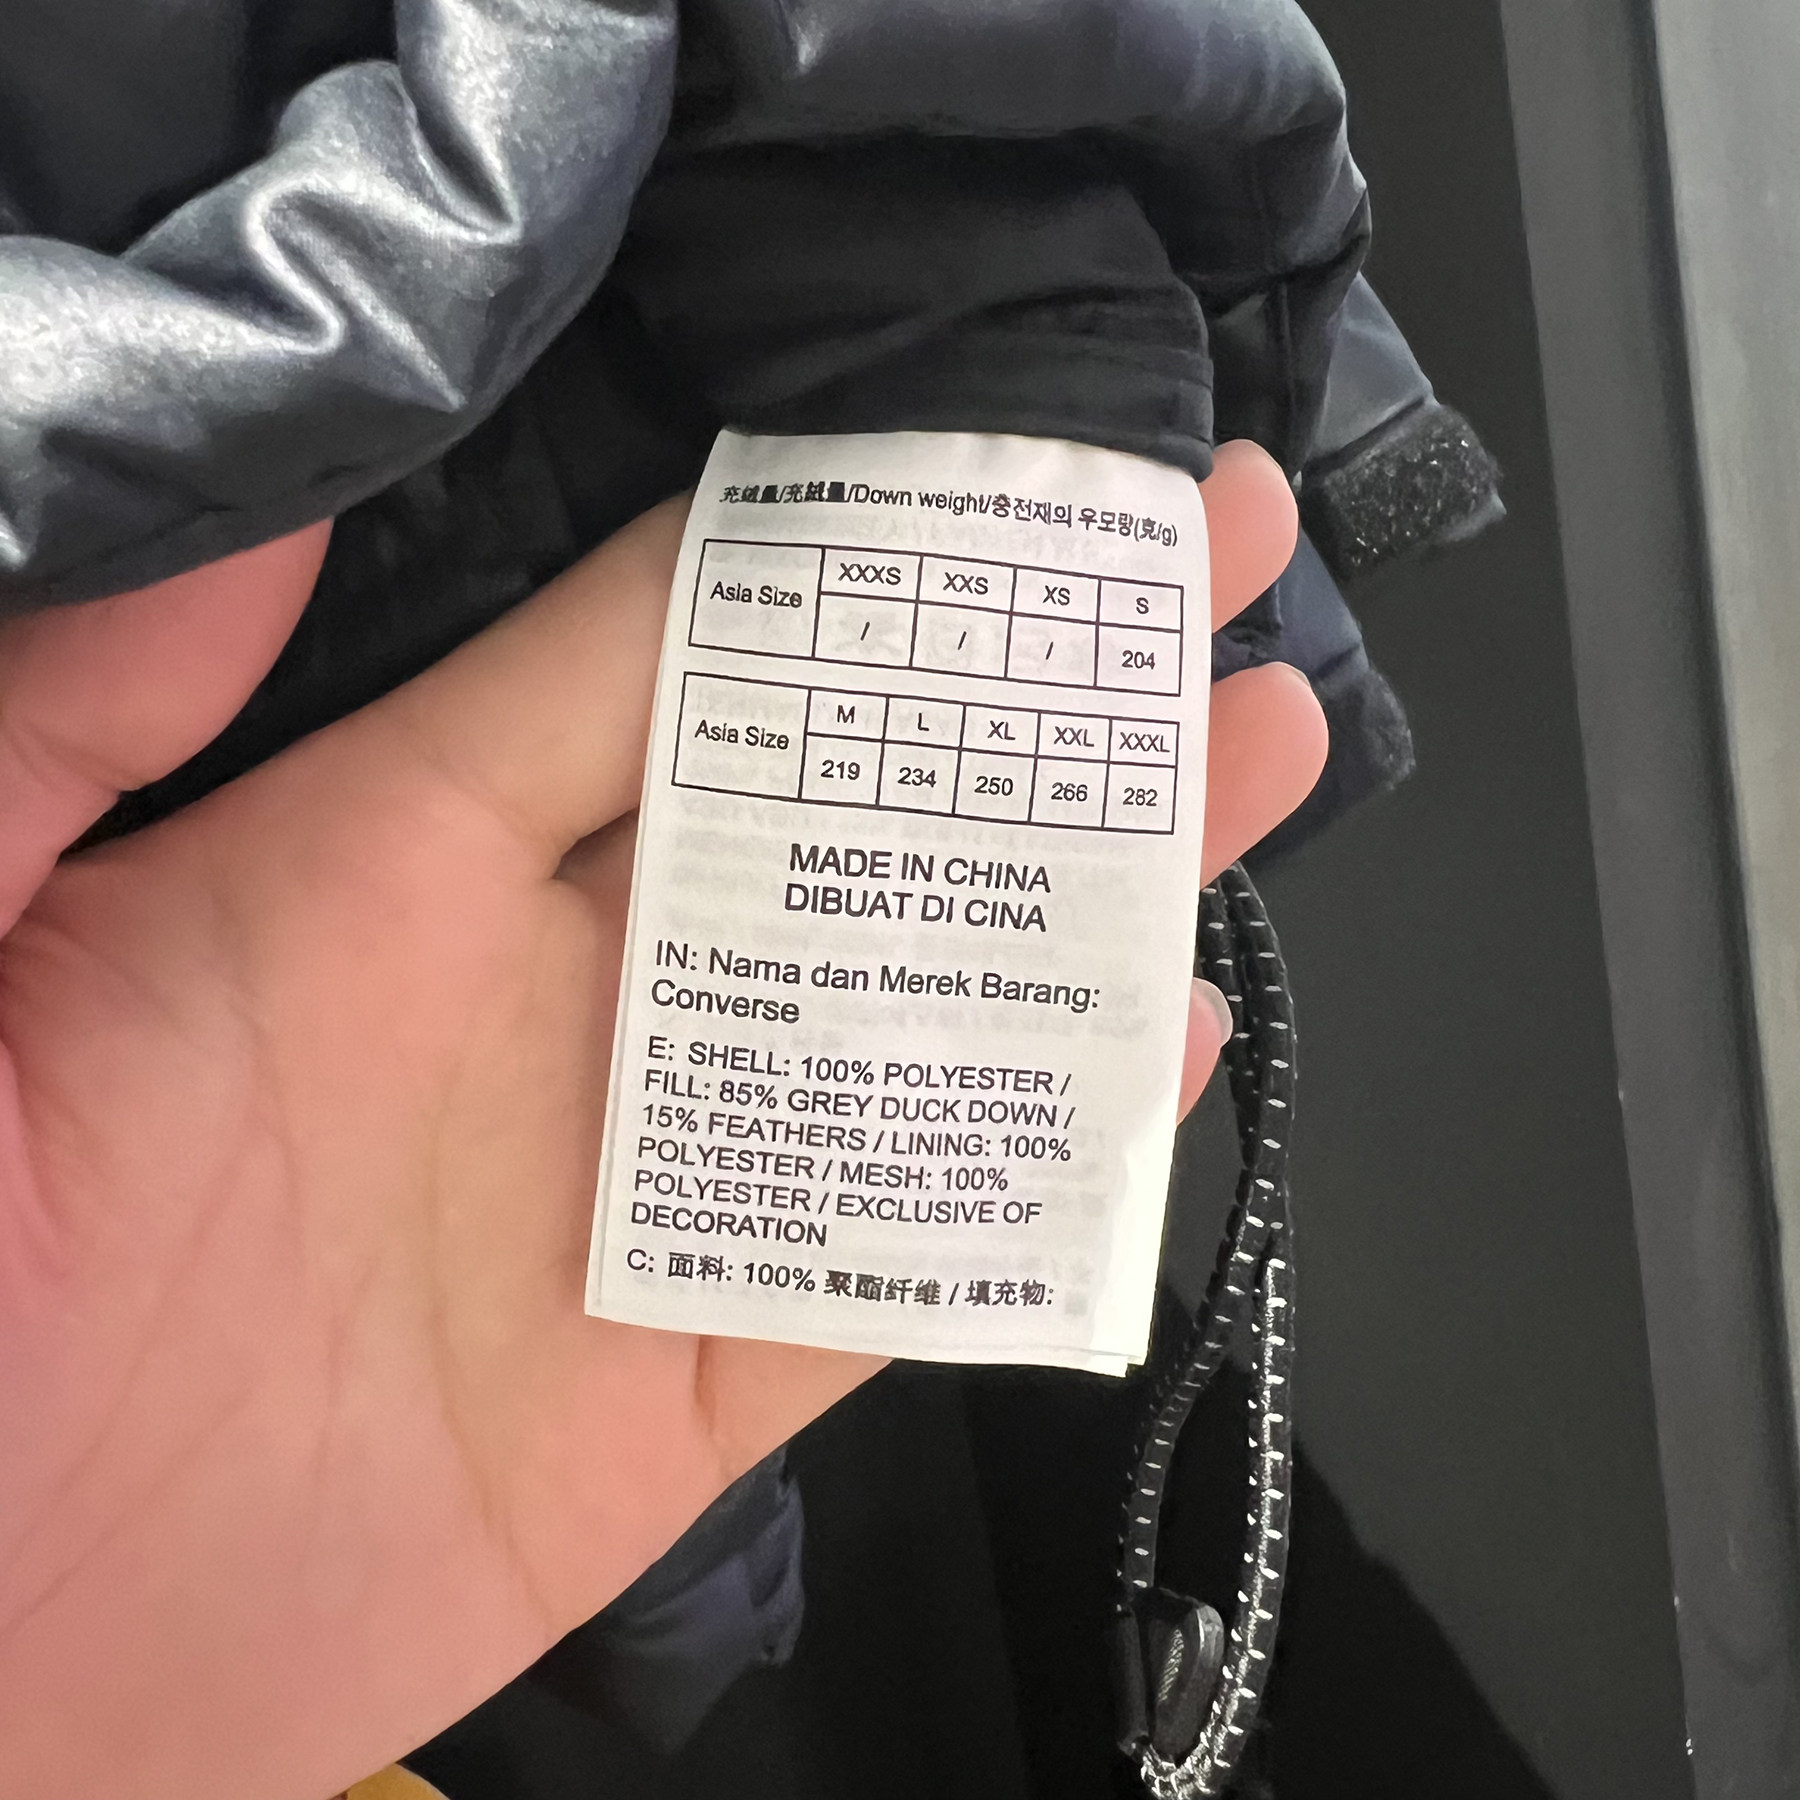 充绒量/充絨量/Down weight/충전재의 우모량(克/g)
Asia Size XXXS XXS XS S
/ / / 204
Asia Size M L XL XXL XXXL
219 234 250 266 282
MADE IN CHINA
DIBUAT DI CINA
IN: Nama dan Merek Barang:
Converse
E: SHELL: 100% POLYESTER /
FILL: 85% GREY DUCK DOWN /
15% FEATHERS / LINING: 100%
POLYESTER / MESH: 100%
POLYESTER / EXCLUSIVE OF
DECORATION
C: 面料: 100% 聚酯纤维 / 填充物: